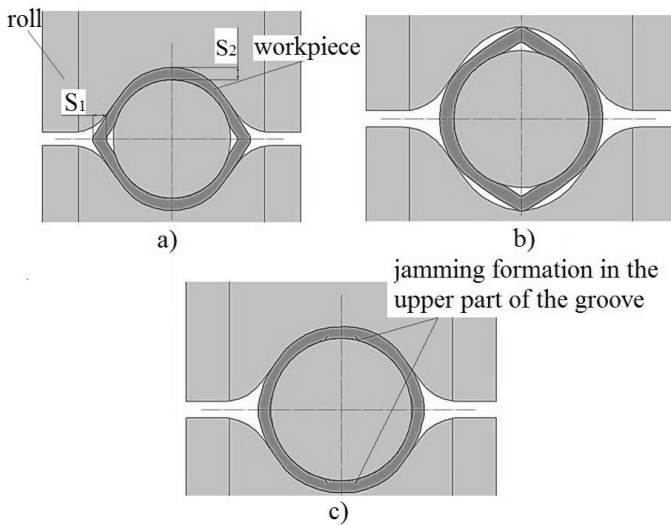 roll
S2
workpiece
S1
a)
b)
jamming formation in the
upper part of the groove
c)